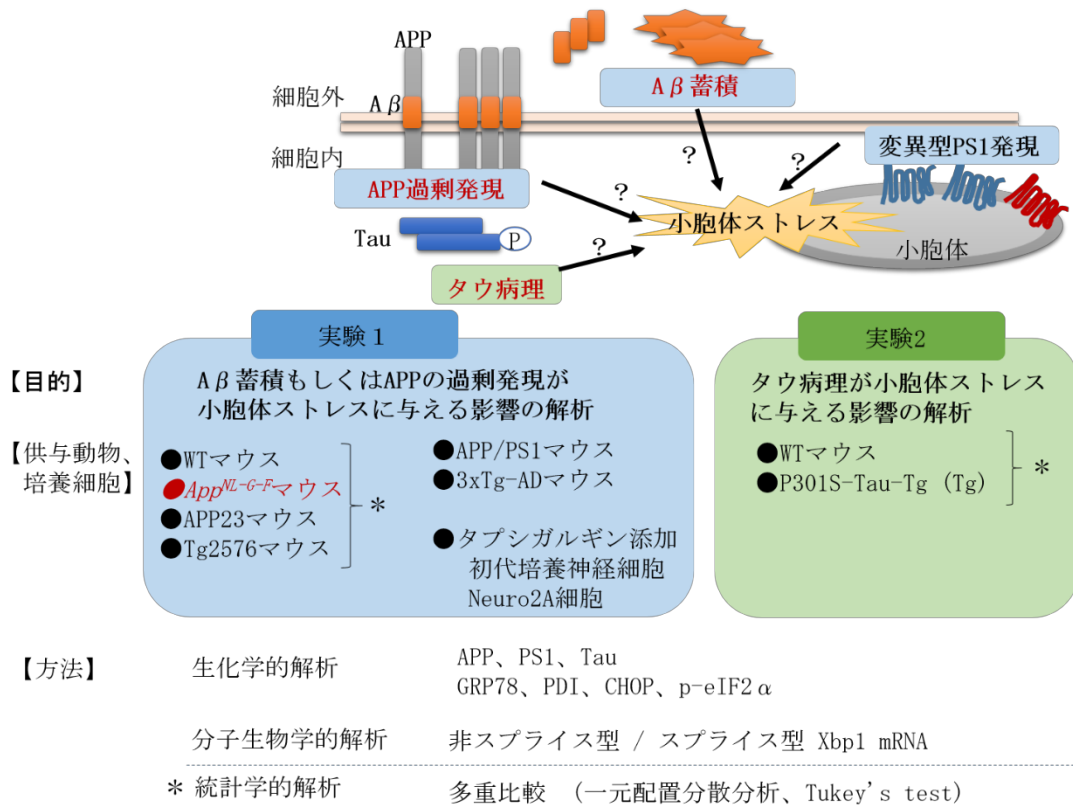 APP
細胞外
Aβ
Aβ蓄積
細胞内
?
?
変異型PS1発現
APP過剰発現
?
小胞体ストレス
Tau
P
?
小胞体
タウ病理
実験１
実験2
【目的】
Aβ蓄積もしくはAPPの過剰発現が
小胞体ストレスに与える影響の解析
タウ病理が小胞体ストレス
に与える影響の解析
【供与動物、
培養細胞】
●WTマウス
●App^NL-G-Fマウス
●APP23マウス
●Tg2576マウス
*
●APP/PS1マウス
●3xTg-ADマウス
●タプシガルギン添加
初代培養神経細胞
Neuro2A細胞
●WTマウス
●P301S-Tau-Tg (Tg)
*
【方法】
生化学的解析
APP、PS1、Tau
GRP78、PDI、CHOP、p-eIF2α
分子生物学的解析
非スプライス型 / スプライス型 Xbp1 mRNA
* 統計学的解析
多重比較 （一元配置分散分析、Tukey's test)